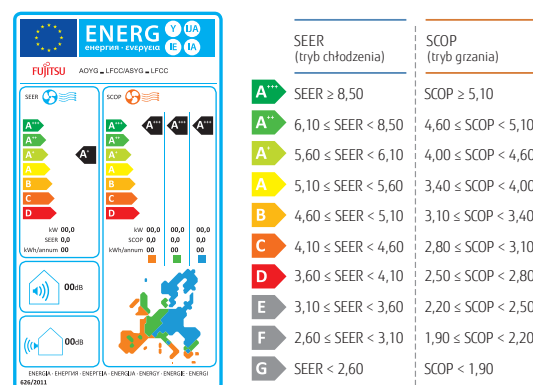 ENERG Y UA
енергия · ενεργεια IE IA
FUJITSU AOYG LFCC/ASYG LFCC
SEER SCOP
A+++ A+++
A++ A++
A+ A+
A A
B B
C C
D D
A+ A+++ A+++ A+++
kW 00,0 kW 00,0 00,0 00,0
SEER 0,0 SCOP 0,0 0,0 0,0
kWh/annum 00 kWh/annum 00 00 00
00dB
00dB
ENERGIA · ЕНЕРГИЯ · ΕΝΕΡΓΕΙΑ · ENERGIJA · ENERGY · ENERGIE · ENERGI
626/2011
SEER SCOP
(tryb chłodzenia) (tryb grzania)
A+++ SEER ≥ 8,50 SCOP ≥ 5,10
A++ 6,10 ≤ SEER < 8,50 4,60 ≤ SCOP < 5,10
A+ 5,60 ≤ SEER < 6,10 4,00 ≤ SCOP < 4,60
A 5,10 ≤ SEER < 5,60 3,40 ≤ SCOP < 4,00
B 4,60 ≤ SEER < 5,10 3,10 ≤ SCOP < 3,40
C 4,10 ≤ SEER < 4,60 2,80 ≤ SCOP < 3,10
D 3,60 ≤ SEER < 4,10 2,50 ≤ SCOP < 2,80
E 3,10 ≤ SEER < 3,60 2,20 ≤ SCOP < 2,50
F 2,60 ≤ SEER < 3,10 1,90 ≤ SCOP < 2,20
G SEER < 2,60 SCOP < 1,90